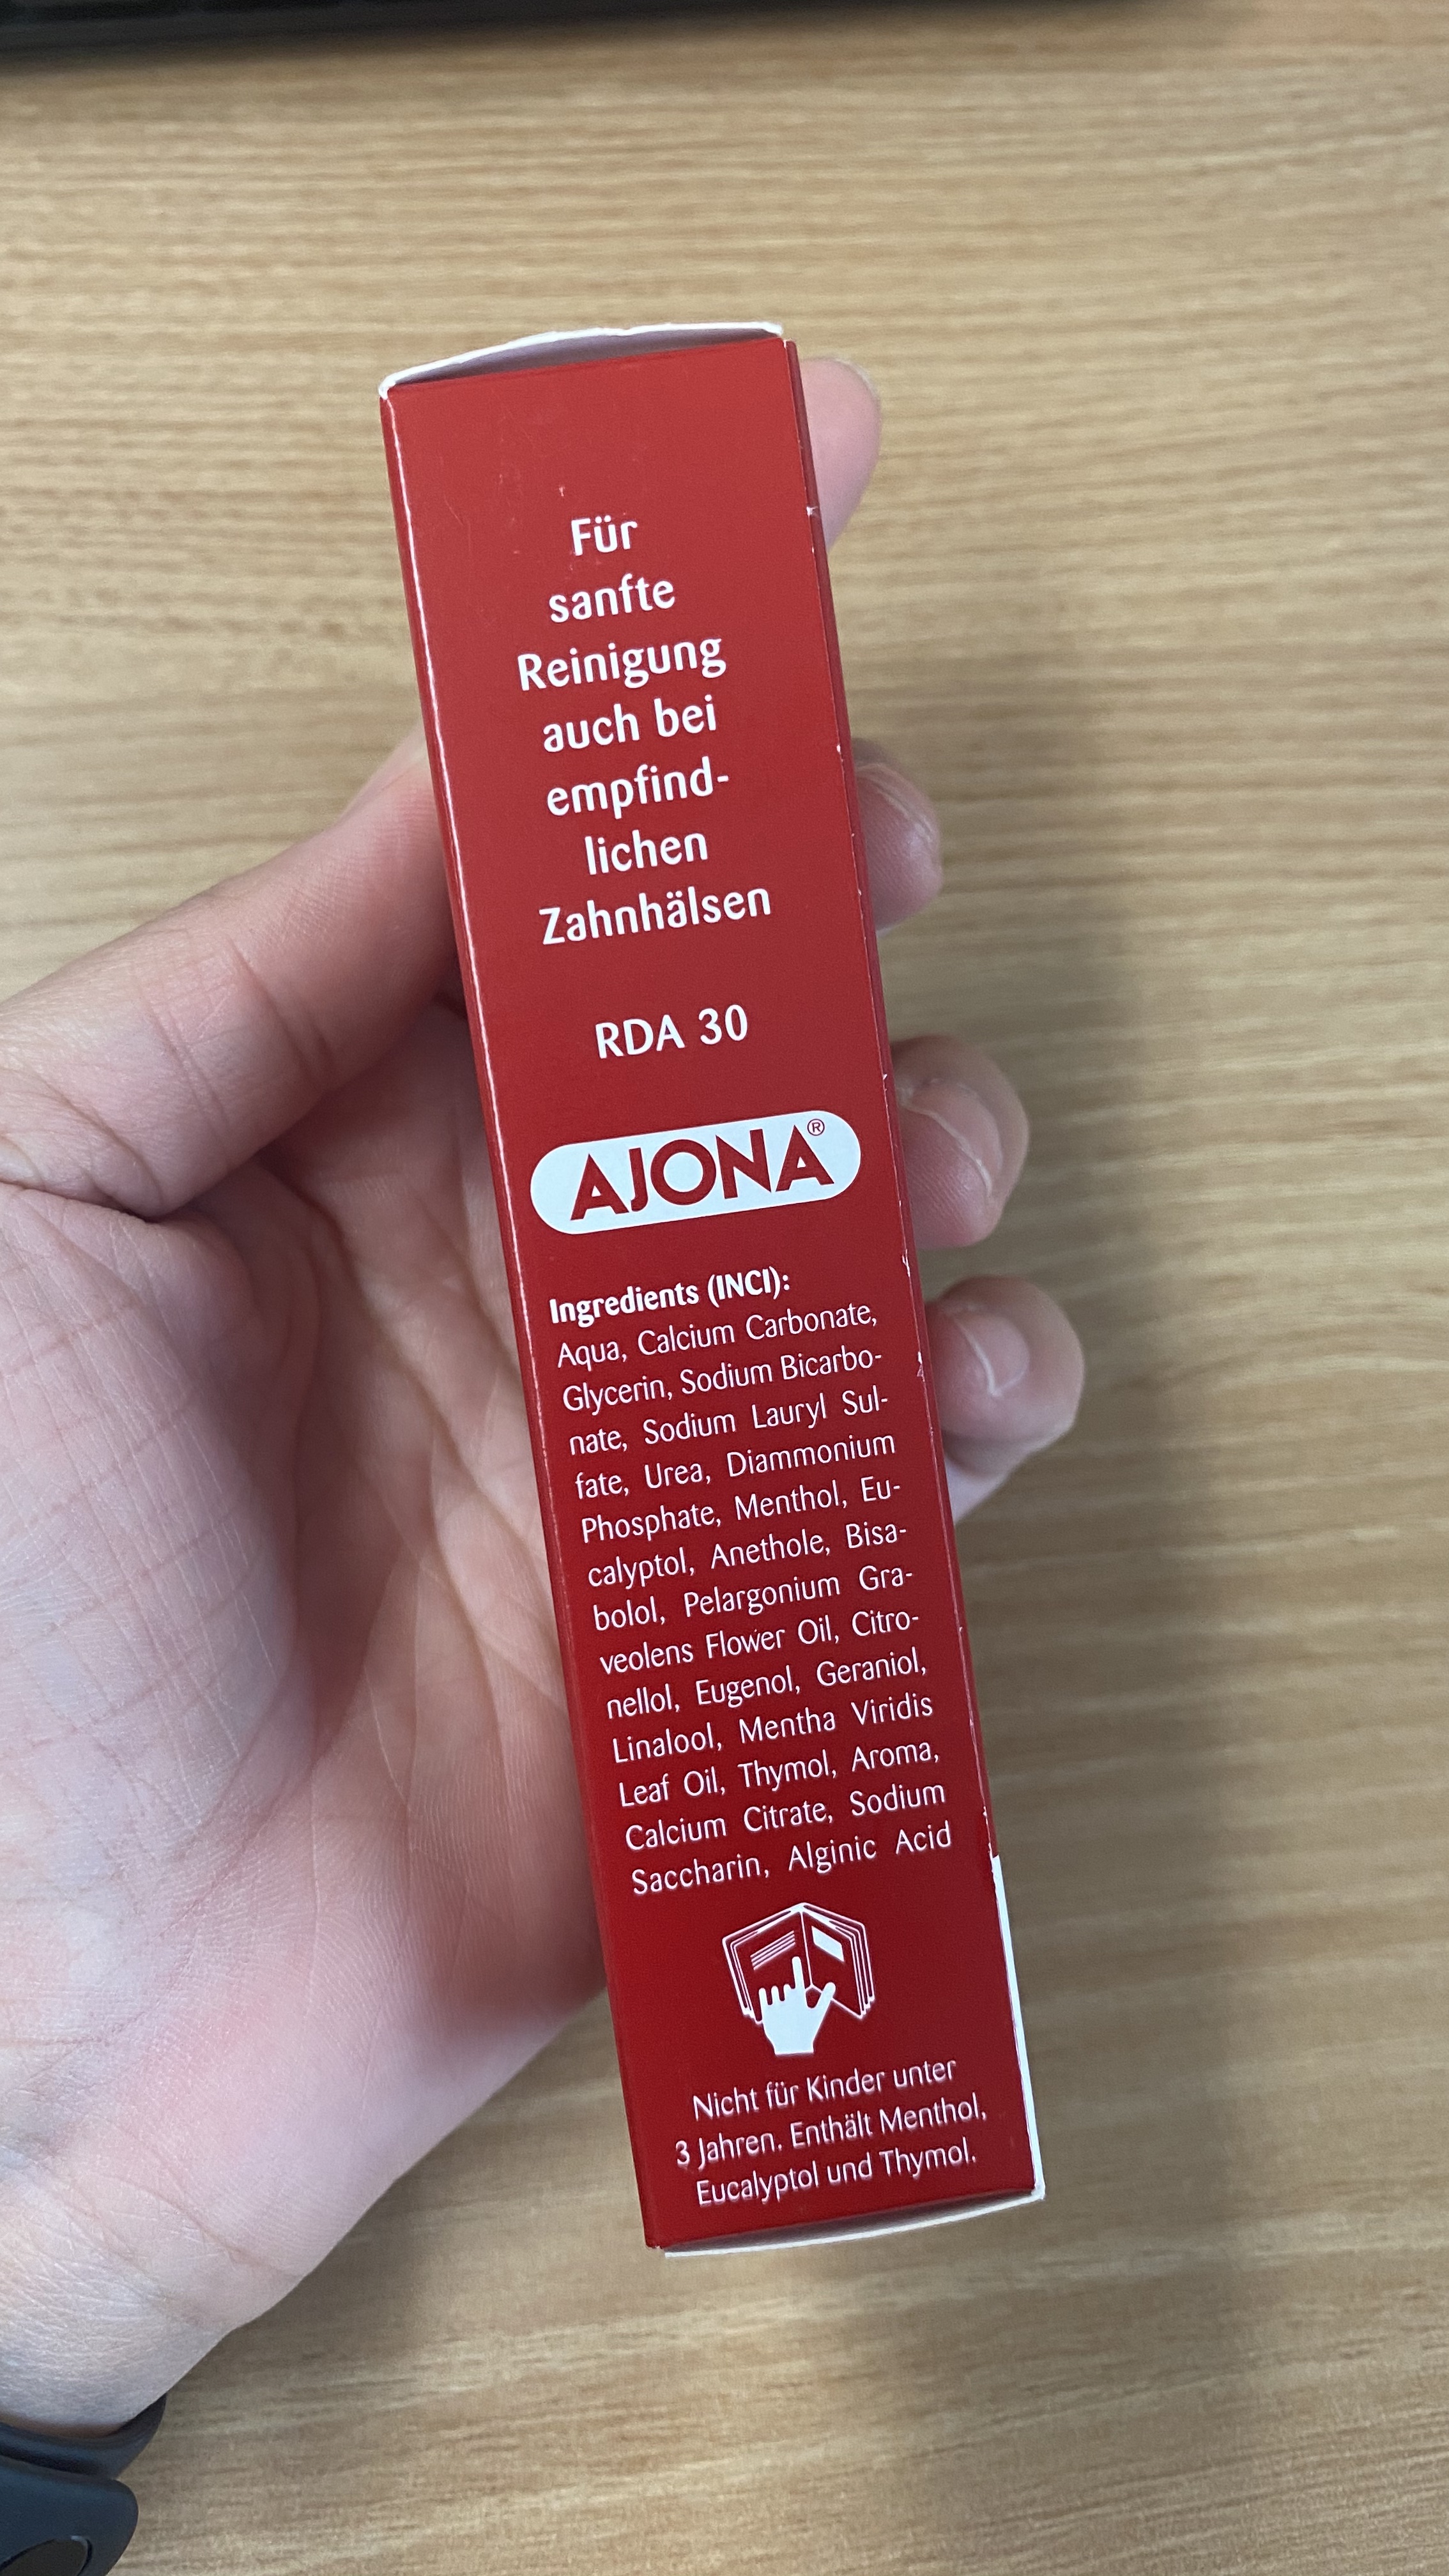 Für
sanfte
Reinigung
auch bei
empfind-
lichen
Zahnhälsen
RDA 30
AJONA®
Ingredients (INCI):
Aqua, Calcium Carbonate,
Glycerin, Sodium Bicarbo-
nate, Sodium Lauryl Sul-
fate, Urea, Diammonium
Phosphate, Menthol, Eu-
calyptol, Anethole, Bisa-
bolol, Pelargonium Gra-
veolens Flower Oil, Citro-
nellol, Eugenol, Geraniol,
Linalool, Mentha Viridis
Leaf Oil, Thymol, Aroma,
Calcium Citrate, Sodium
Saccharin, Alginic Acid
Nicht für Kinder unter
3 Jahren. Enthält Menthol,
Eucalyptol und Thymol.